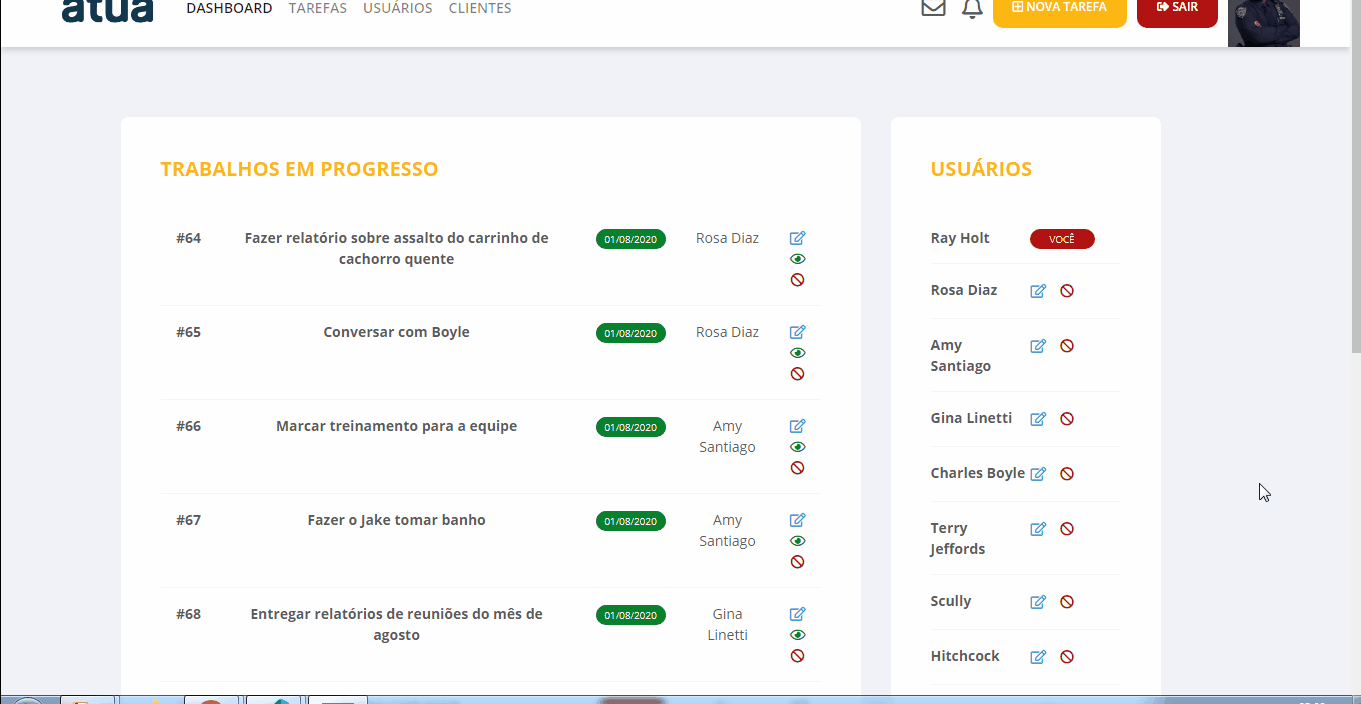 atua
DASHBOARD TAREFAS USUÁRIOS CLIENTES
NOVA TAREFA
SAIR
TRABALHOS EM PROGRESSO
#64 Fazer relatório sobre assalto do carrinho de 01/08/2020 Rosa Diaz
cachorro quente
#65 Conversar com Boyle 01/08/2020 Rosa Diaz
#66 Marcar treinamento para a equipe 01/08/2020 Amy
Santiago
#67 Fazer o Jake tomar banho 01/08/2020 Amy
Santiago
#68 Entregar relatórios de reuniões do mês de 01/08/2020 Gina
agosto Linetti
USUÁRIOS
Ray Holt VOCÊ
Rosa Diaz
Amy
Santiago
Gina Linetti
Charles Boyle
Terry
Jeffords
Scully
Hitchcock